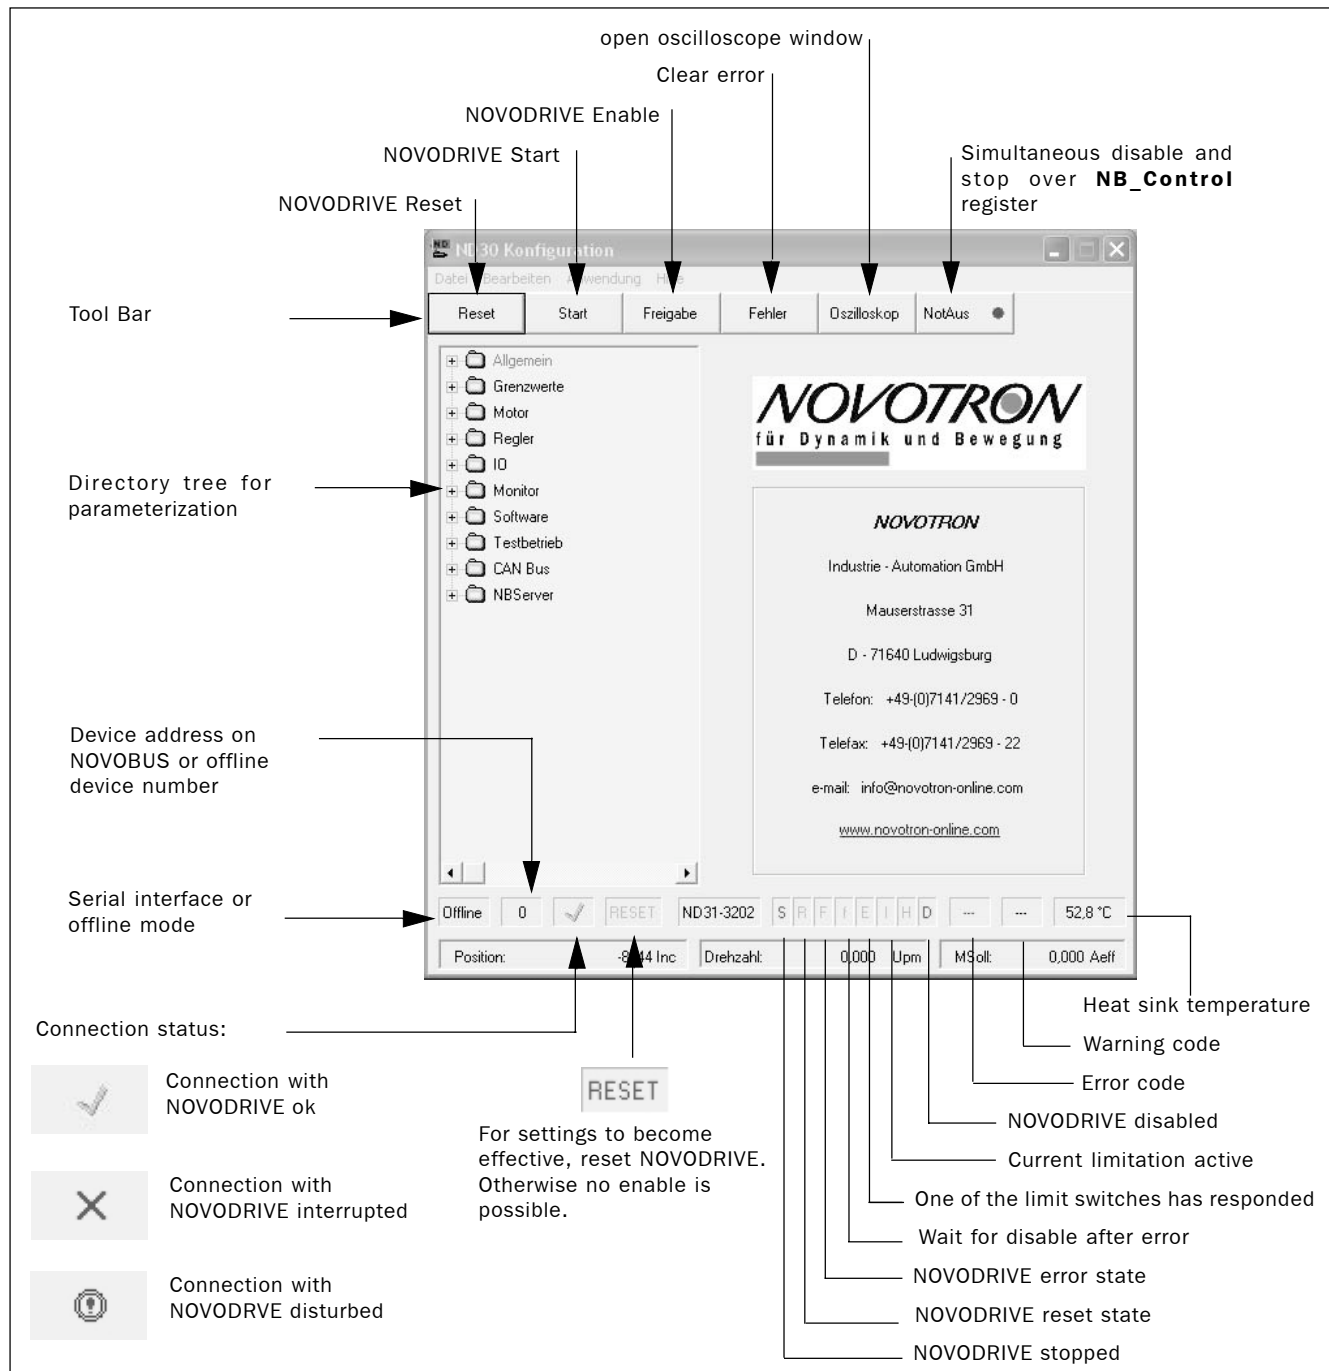 open oscilloscope window
Clear error
NOVODRIVE Enable
NOVODRIVE Start
NOVODRIVE Reset
Simultaneous disable and
stop over NB_Control
register
ND30 Konfiguration
Datei Bearbeiten Anwendung Hilfe
Tool Bar
Reset Start Freigabe Fehler Oszilloskop NotAus
Allgemein
Grenzwerte
Motor
Regler
IO
Monitor
Software
Testbetrieb
CAN Bus
NBServer
Directory tree for
parameterization
NOVOTRON
für Dynamik und Bewegung
NOVOTRON
Industrie - Automation GmbH
Mauserstrasse 31
D - 71640 Ludwigsburg
Telefon: +49-(0)7141/2969 - 0
Telefax: +49-(0)7141/2969 - 22
e-mail: info@novotron-online.com
www.novotron-online.com
Device address on
NOVOBUS or offline
device number
Serial interface or
offline mode
Offline 0 RESET ND31-3202 S R F I E I H D --- --- 52,8 °C
Position: Inc Drehzahl: 0,000 Upm MSoll: 0,000 Aeff
Connection status:
Connection with
NOVODRIVE ok
Connection with
NOVODRIVE interrupted
Connection with
NOVODRVE disturbed
RESET
For settings to become
effective, reset NOVODRIVE.
Otherwise no enable is
possible.
Heat sink temperature
Warning code
Error code
NOVODRIVE disabled
Current limitation active
One of the limit switches has responded
Wait for disable after error
NOVODRIVE error state
NOVODRIVE reset state
NOVODRIVE stopped